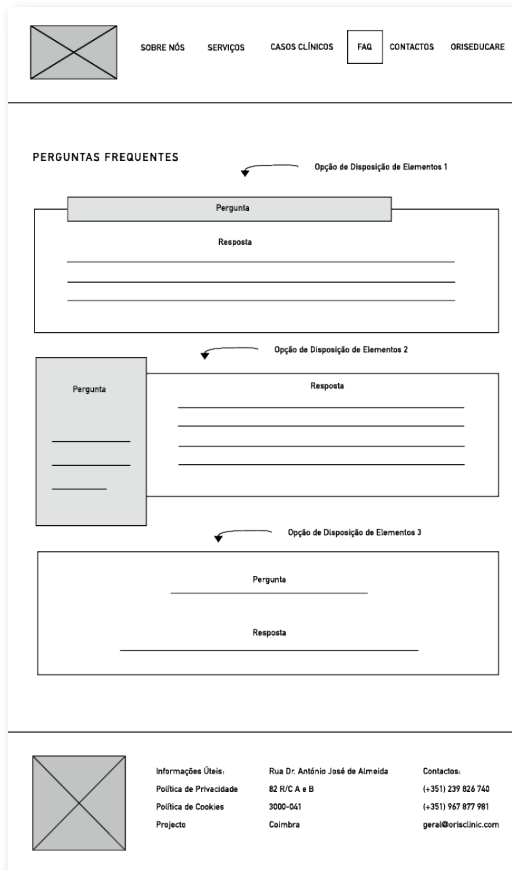 SOBRE NÓS
SERVIÇOS
CASOS CLÍNICOS
FAQ
CONTACTOS
ORISEDUCARE
PERGUNTAS FREQUENTES
Opção de Disposição de Elementos 1
Pergunta
Resposta
Opção de Disposição de Elementos 2
Pergunta
Resposta
Opção de Disposição de Elementos 3
Pergunta
Resposta
Informações Úteis:
Política de Privacidade
Política de Cookies
Projecto
Rua Dr. António José de Almeida
82 R/C A e B
3000-041
Coimbra
Contactos:
(+351) 239 826 740
(+351) 967 877 981
geral@orisclinic.com